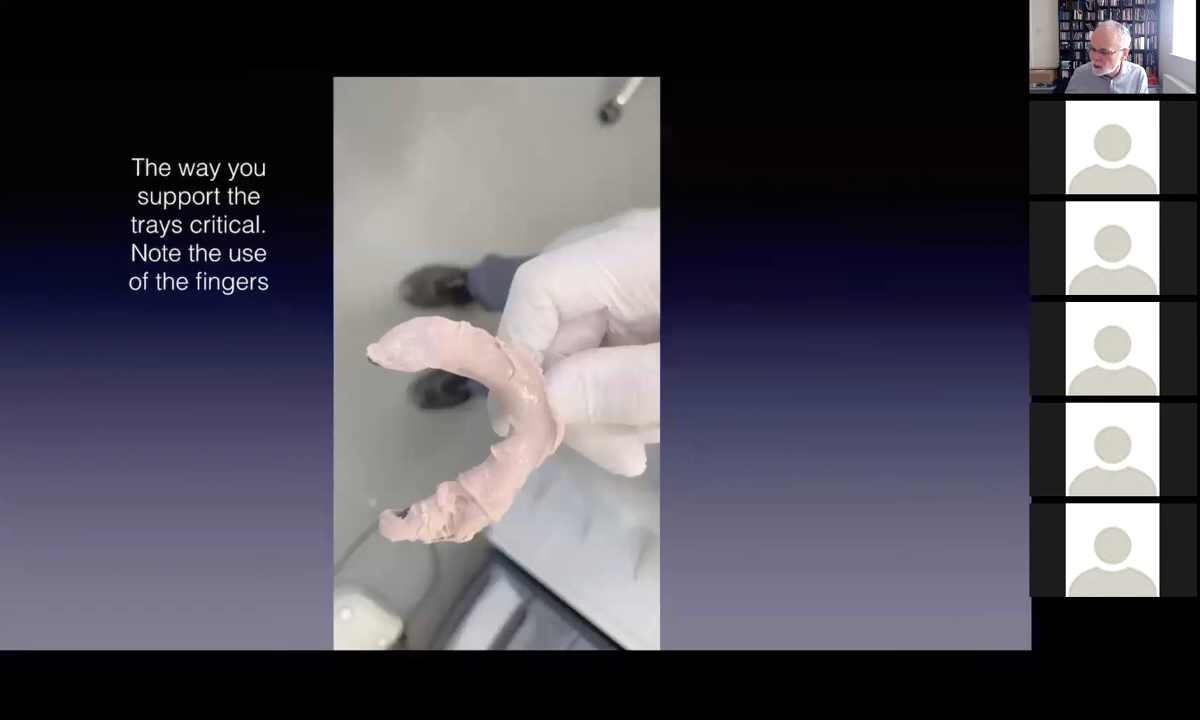 The way you
support the
trays critical.
Note the use
of the fingers